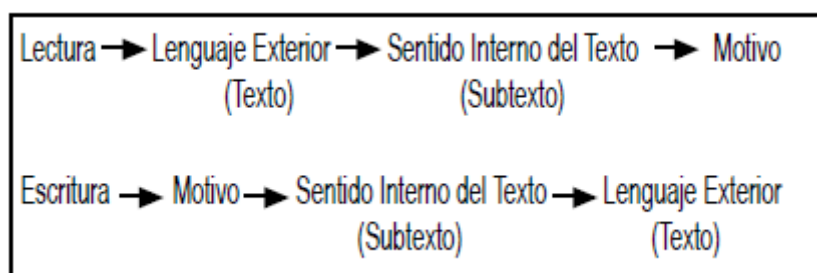 Lectura → Lenguaje Exterior → Sentido Interno del Texto → Motivo
(Texto) (Subtexto)
Escritura → Motivo → Sentido Interno del Texto → Lenguaje Exterior
(Subtexto) (Texto)